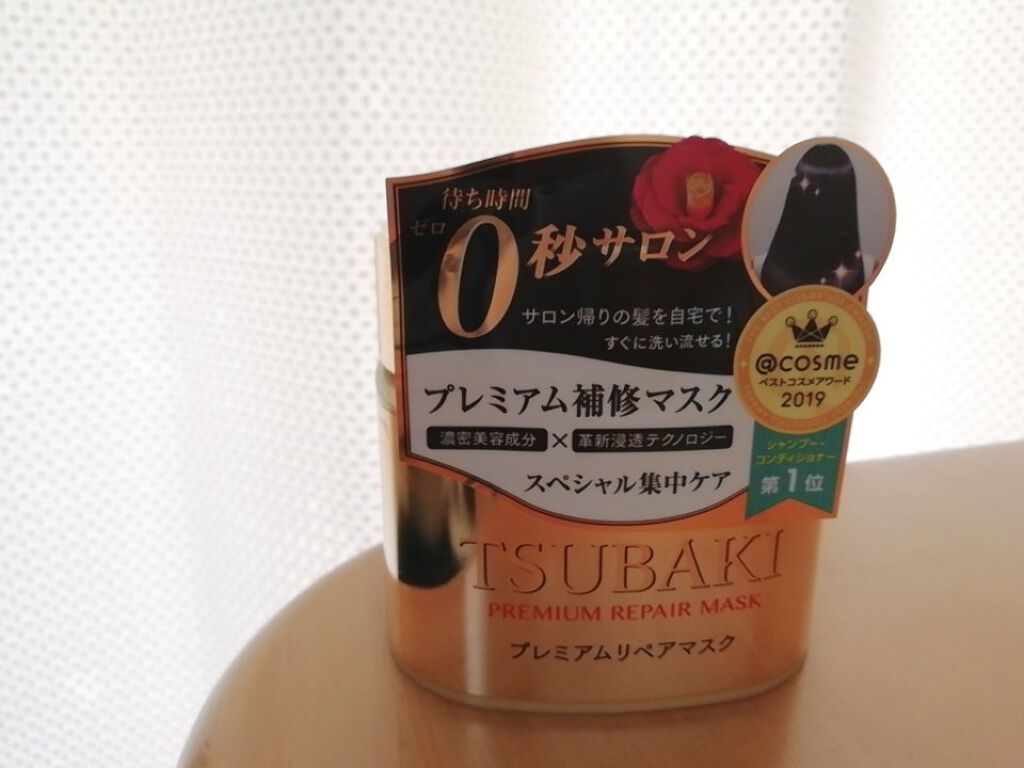 待ち時間
ゼロ
0秒サロン
サロン帰りの髪を自宅で!
すぐに洗い流せる!
プレミアム補修マスク
濃密美容成分×革新浸透テクノロジー
スペシャル集中ケア
@cosme
ベストコスメアワード
2019
シャンプー・
コンディショナー
第1位
TSUBAKI
PREMIUM REPAIR MASK
プレミアムリペアマスク